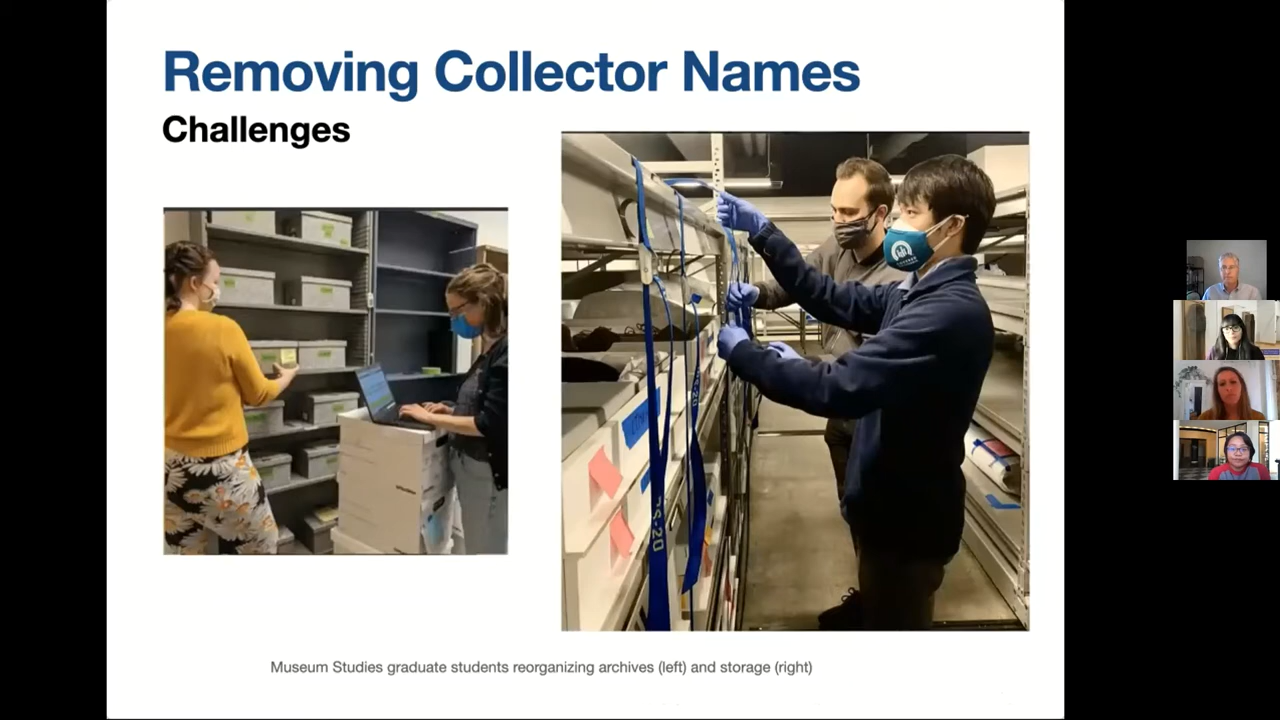 Removing Collector Names
Challenges
Museum Studies graduate students reorganizing archives (left) and storage (right)